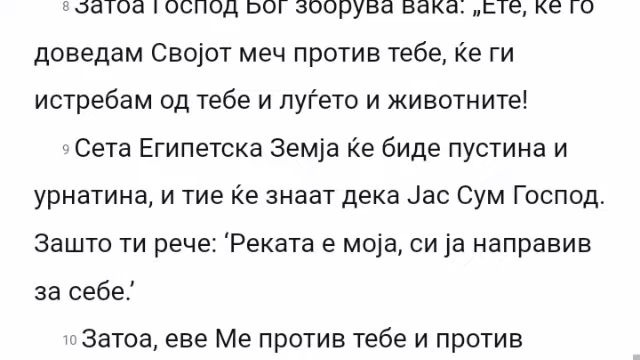 8 Затоа Господ Бог зборува вака: „Ете, ќе го
доведам Својот меч против тебе, ќе ги
истребам од тебе и луѓето и животните!
9 Сета Египетска Земја ќе биде пустина и
урнатина, и тие ќе знаат дека Јас Сум Господ.
Зашто ти рече: ‘Реката е моја, си ја направив
за себе.’
10 Затоа, еве Ме против тебе и против